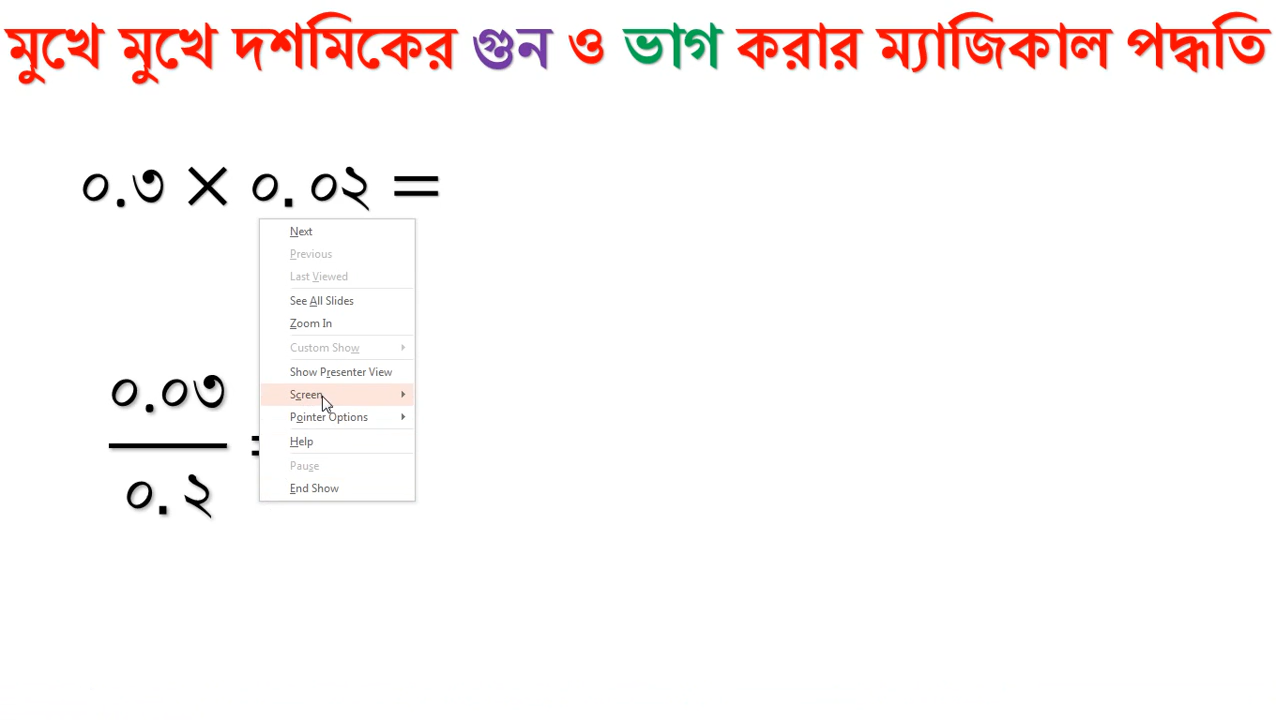 মুখে মুখে দশমিকের গুন ও ভাগ করার ম্যাজিকাল পদ্ধতি
০.৩ × ০.০২ =
Next
Previous
Last Viewed
See All Slides
Zoom In
Custom Show
Show Presenter View
Screen
Pointer Options
Help
Pause
End Show
০.০৩
=
০.২